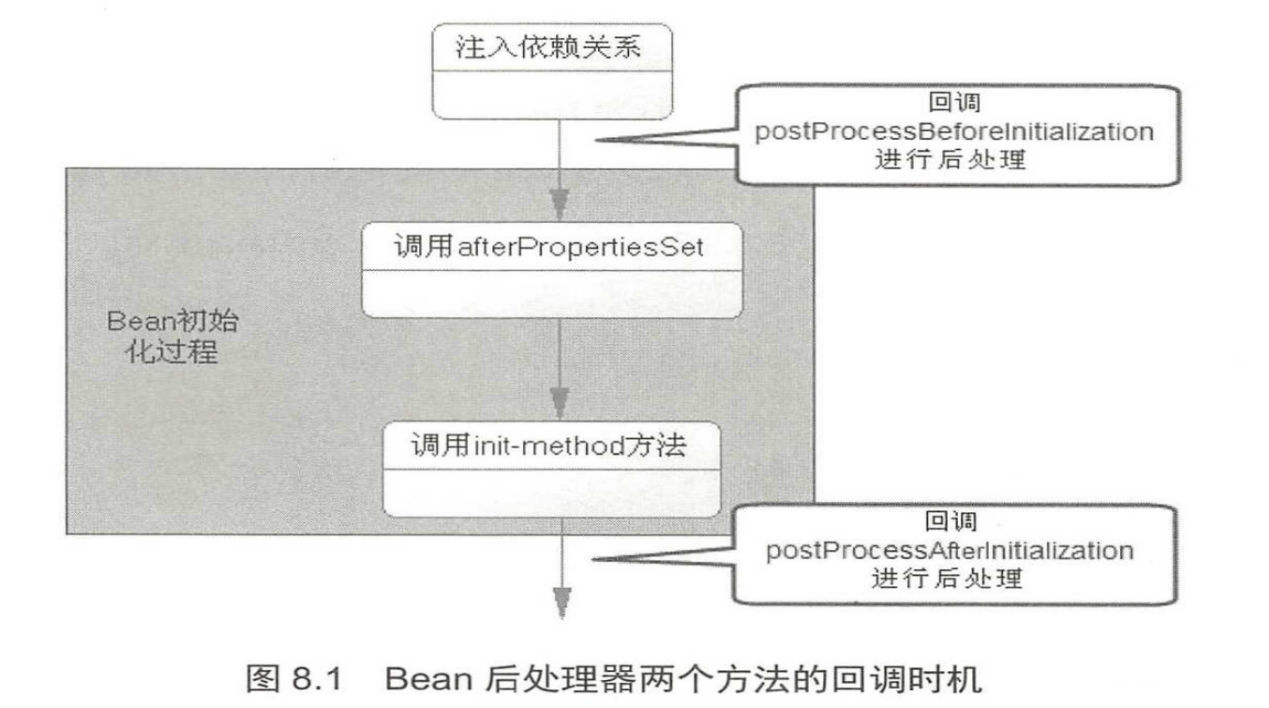 注入依赖关系
回调
postProcessBeforeInitialization
进行后处理
调用afterPropertiesSet
Bean初始
化过程
调用init-method方法
回调
postProcessAfterInitialization
进行后处理
图 8.1 Bean 后处理器两个方法的回调时机